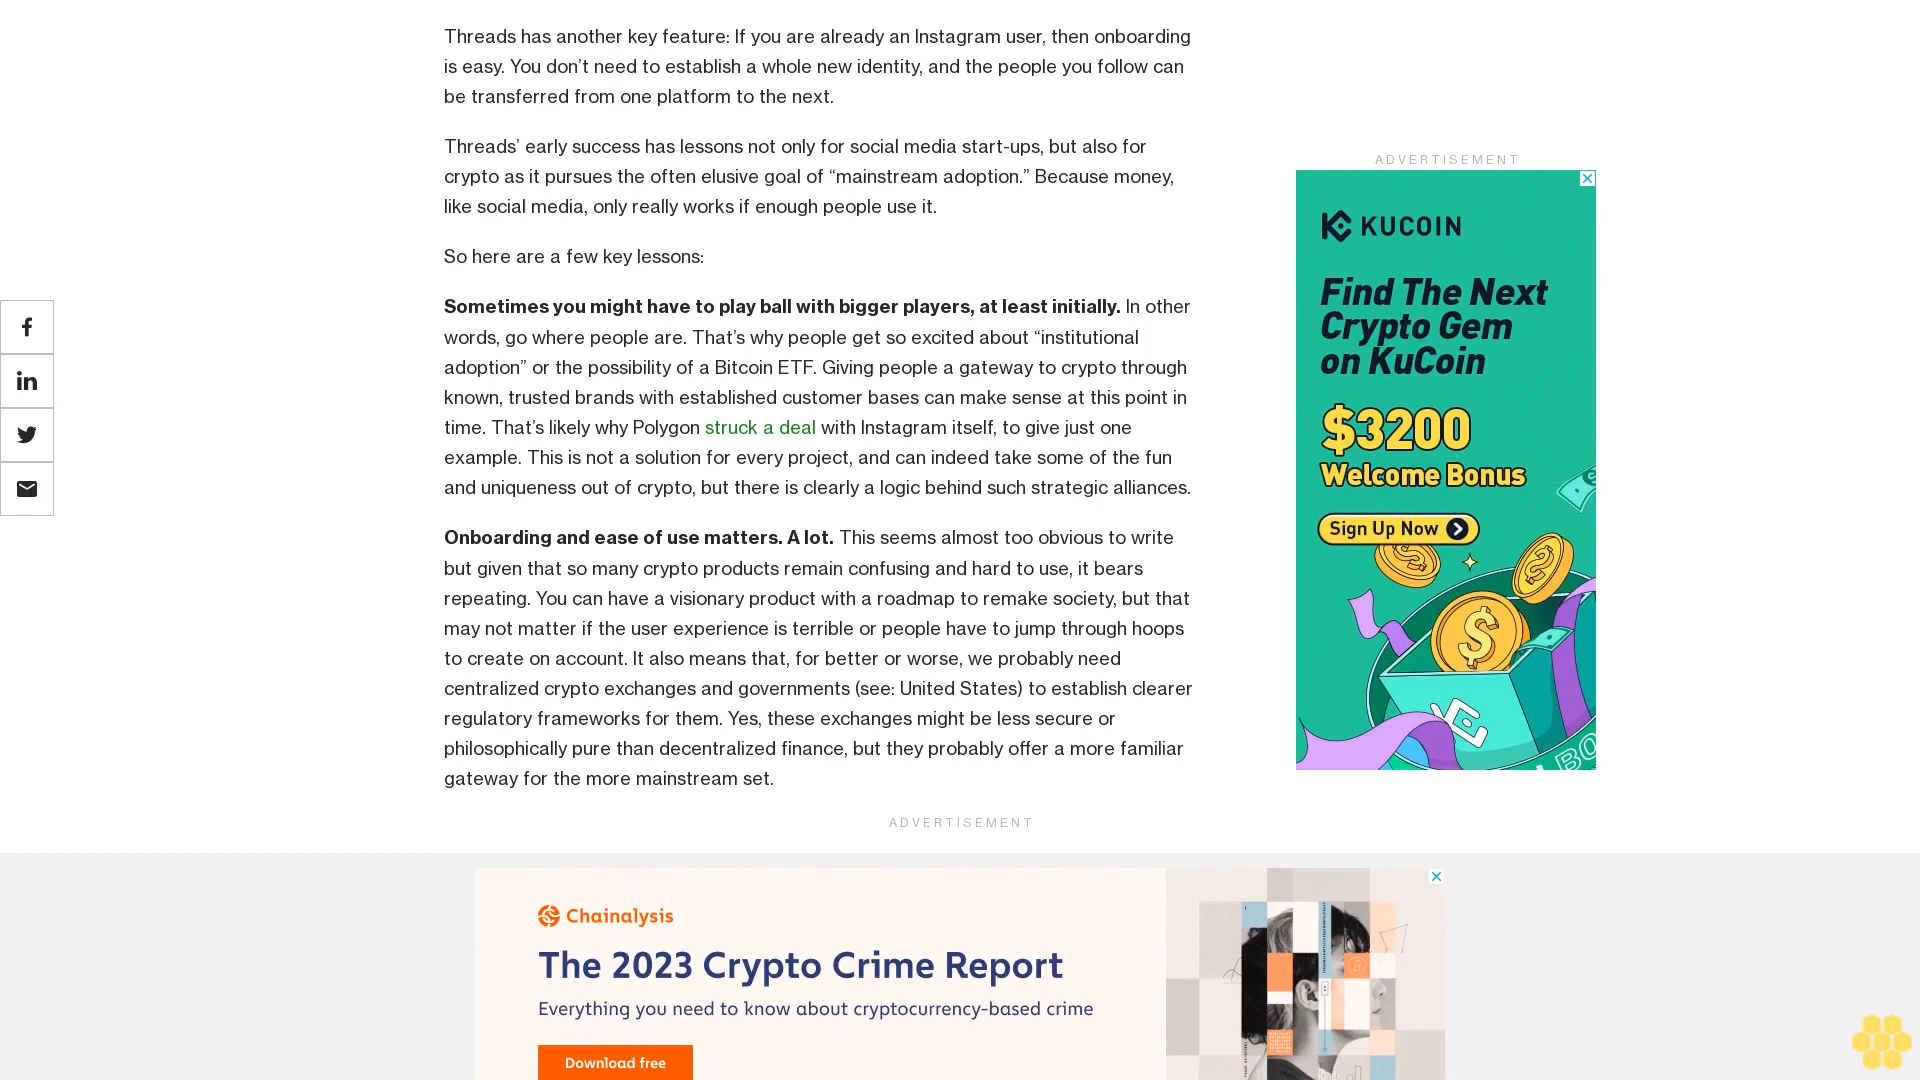 Threads has another key feature: If you are already an Instagram user, then onboarding
is easy. You don’t need to establish a whole new identity, and the people you follow can
be transferred from one platform to the next.
Threads’ early success has lessons not only for social media start-ups, but also for
crypto as it pursues the often elusive goal of “mainstream adoption.” Because money,
like social media, only really works if enough people use it.
So here are a few key lessons:
Sometimes you might have to play ball with bigger players, at least initially. In other
words, go where people are. That’s why people get so excited about “institutional
adoption” or the possibility of a Bitcoin ETF. Giving people a gateway to crypto through
known, trusted brands with established customer bases can make sense at this point in
time. That’s likely why Polygon struck a deal with Instagram itself, to give just one
example. This is not a solution for every project, and can indeed take some of the fun
and uniqueness out of crypto, but there is clearly a logic behind such strategic alliances.
Onboarding and ease of use matters. A lot. This seems almost too obvious to write
but given that so many crypto products remain confusing and hard to use, it bears
repeating. You can have a visionary product with a roadmap to remake society, but that
may not matter if the user experience is terrible or people have to jump through hoops
to create on account. It also means that, for better or worse, we probably need
centralized crypto exchanges and governments (see: United States) to establish clearer
regulatory frameworks for them. Yes, these exchanges might be less secure or
philosophically pure than decentralized finance, but they probably offer a more familiar
gateway for the more mainstream set.
ADVERTISEMENT
KUCOIN
Find The Next
Crypto Gem
on KuCoin
$3200
Welcome Bonus
Sign Up Now
ADVERTISEMENT
Chainalysis
The 2023 Crypto Crime Report
Everything you need to know about cryptocurrency-based crime
Download free